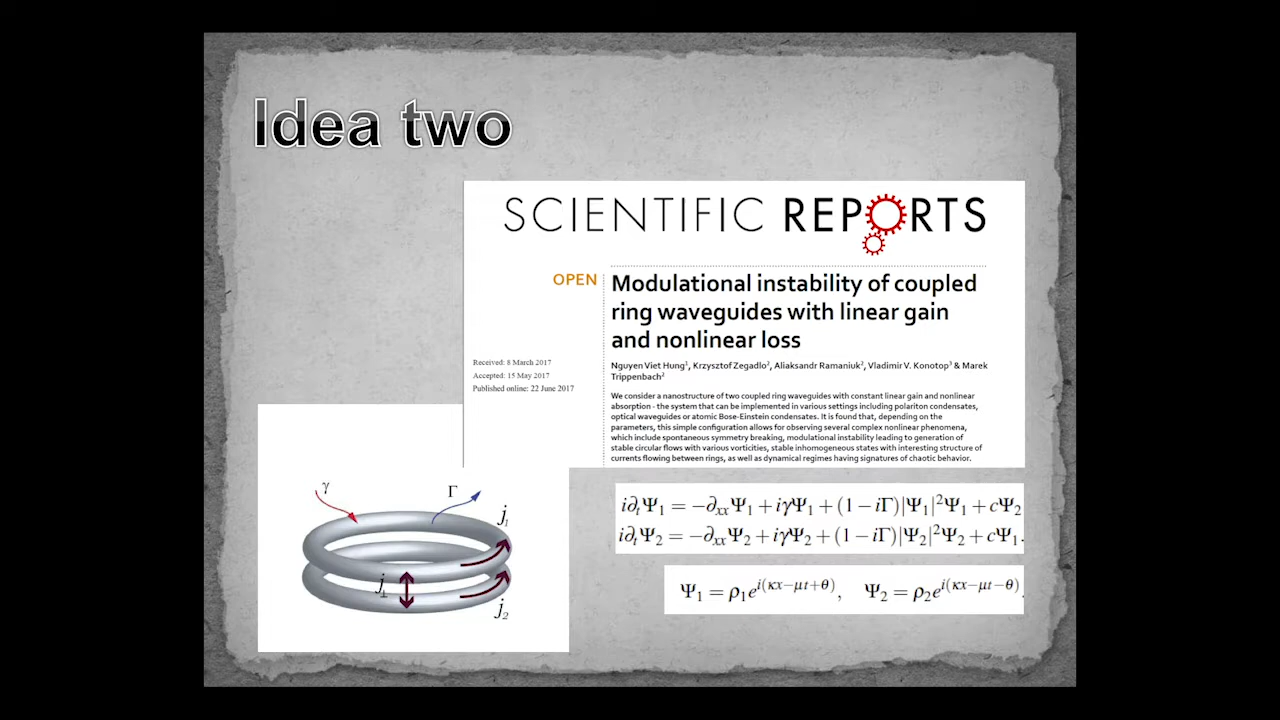 Idea two
SCIENTIFIC REPORTS
OPEN
Modulational instability of coupled
ring waveguides with linear gain
and nonlinear loss
Received: 8 March 2017
Accepted: 15 May 2017
Published online: 22 June 2017
Nguyen Viet Hung¹, Krzysztof Zegadlo², Aliaksandr Ramaniuk², Vladimir V. Konotop³ & Marek
Trippenbach²
We consider a nanostructure of two coupled ring waveguides with constant linear gain and nonlinear
absorption - the system that can be implemented in various settings including polariton condensates,
optical waveguides or atomic Bose-Einstein condensates. It is found that, depending on the
parameters, this simple configuration allows for observing several complex nonlinear phenomena,
which include spontaneous symmetry breaking, modulational instability leading to generation of
stable circular flows with various vorticities, stable inhomogeneous states with interesting structure of
currents flowing between rings, as well as dynamical regimes having signatures of chaotic behavior.
γ
Γ
j₁
j⊥
j₂
i∂ₜΨ₁ = −∂ₓₓΨ₁ + iγΨ₁ + (1 − iΓ)|Ψ₁|²Ψ₁ + cΨ₂
i∂ₜΨ₂ = −∂ₓₓΨ₂ + iγΨ₂ + (1 − iΓ)|Ψ₂|²Ψ₂ + cΨ₁.
Ψ₁ = ρ₁e^{i(κx−μt+θ)}, Ψ₂ = ρ₂e^{i(κx−μt−θ)}.